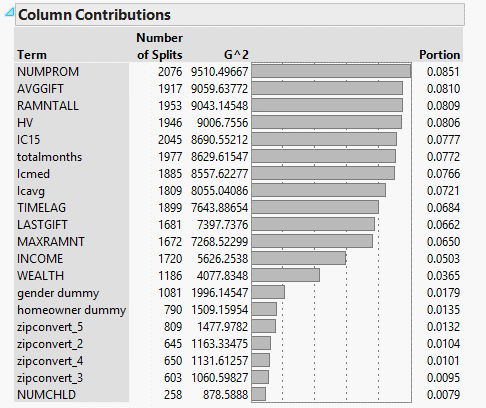 Column Contributions
Number
Term of Splits G^2 Portion
NUMPROM 2076 9510.49667 0.0851
AVGGIFT 1917 9059.63772 0.0810
RAMNTALL 1953 9043.14548 0.0809
HV 1946 9006.7556 0.0806
IC15 2045 8690.55212 0.0777
totalmonths 1977 8629.61547 0.0772
Icmed 1885 8557.62277 0.0766
Icavg 1809 8055.04086 0.0721
TIMELAG 1899 7643.88654 0.0684
LASTGIFT 1681 7397.7376 0.0662
MAXRAMNT 1672 7268.52299 0.0650
INCOME 1720 5626.2538 0.0503
WEALTH 1186 4077.8348 0.0365
gender dummy 1081 1996.14547 0.0179
homeowner dummy 790 1509.15954 0.0135
zipconvert_5 809 1477.9782 0.0132
zipconvert_2 645 1163.33475 0.0104
zipconvert_4 650 1131.61257 0.0101
zipconvert_3 603 1060.59827 0.0095
NUMCHLD 258 878.5888 0.0079